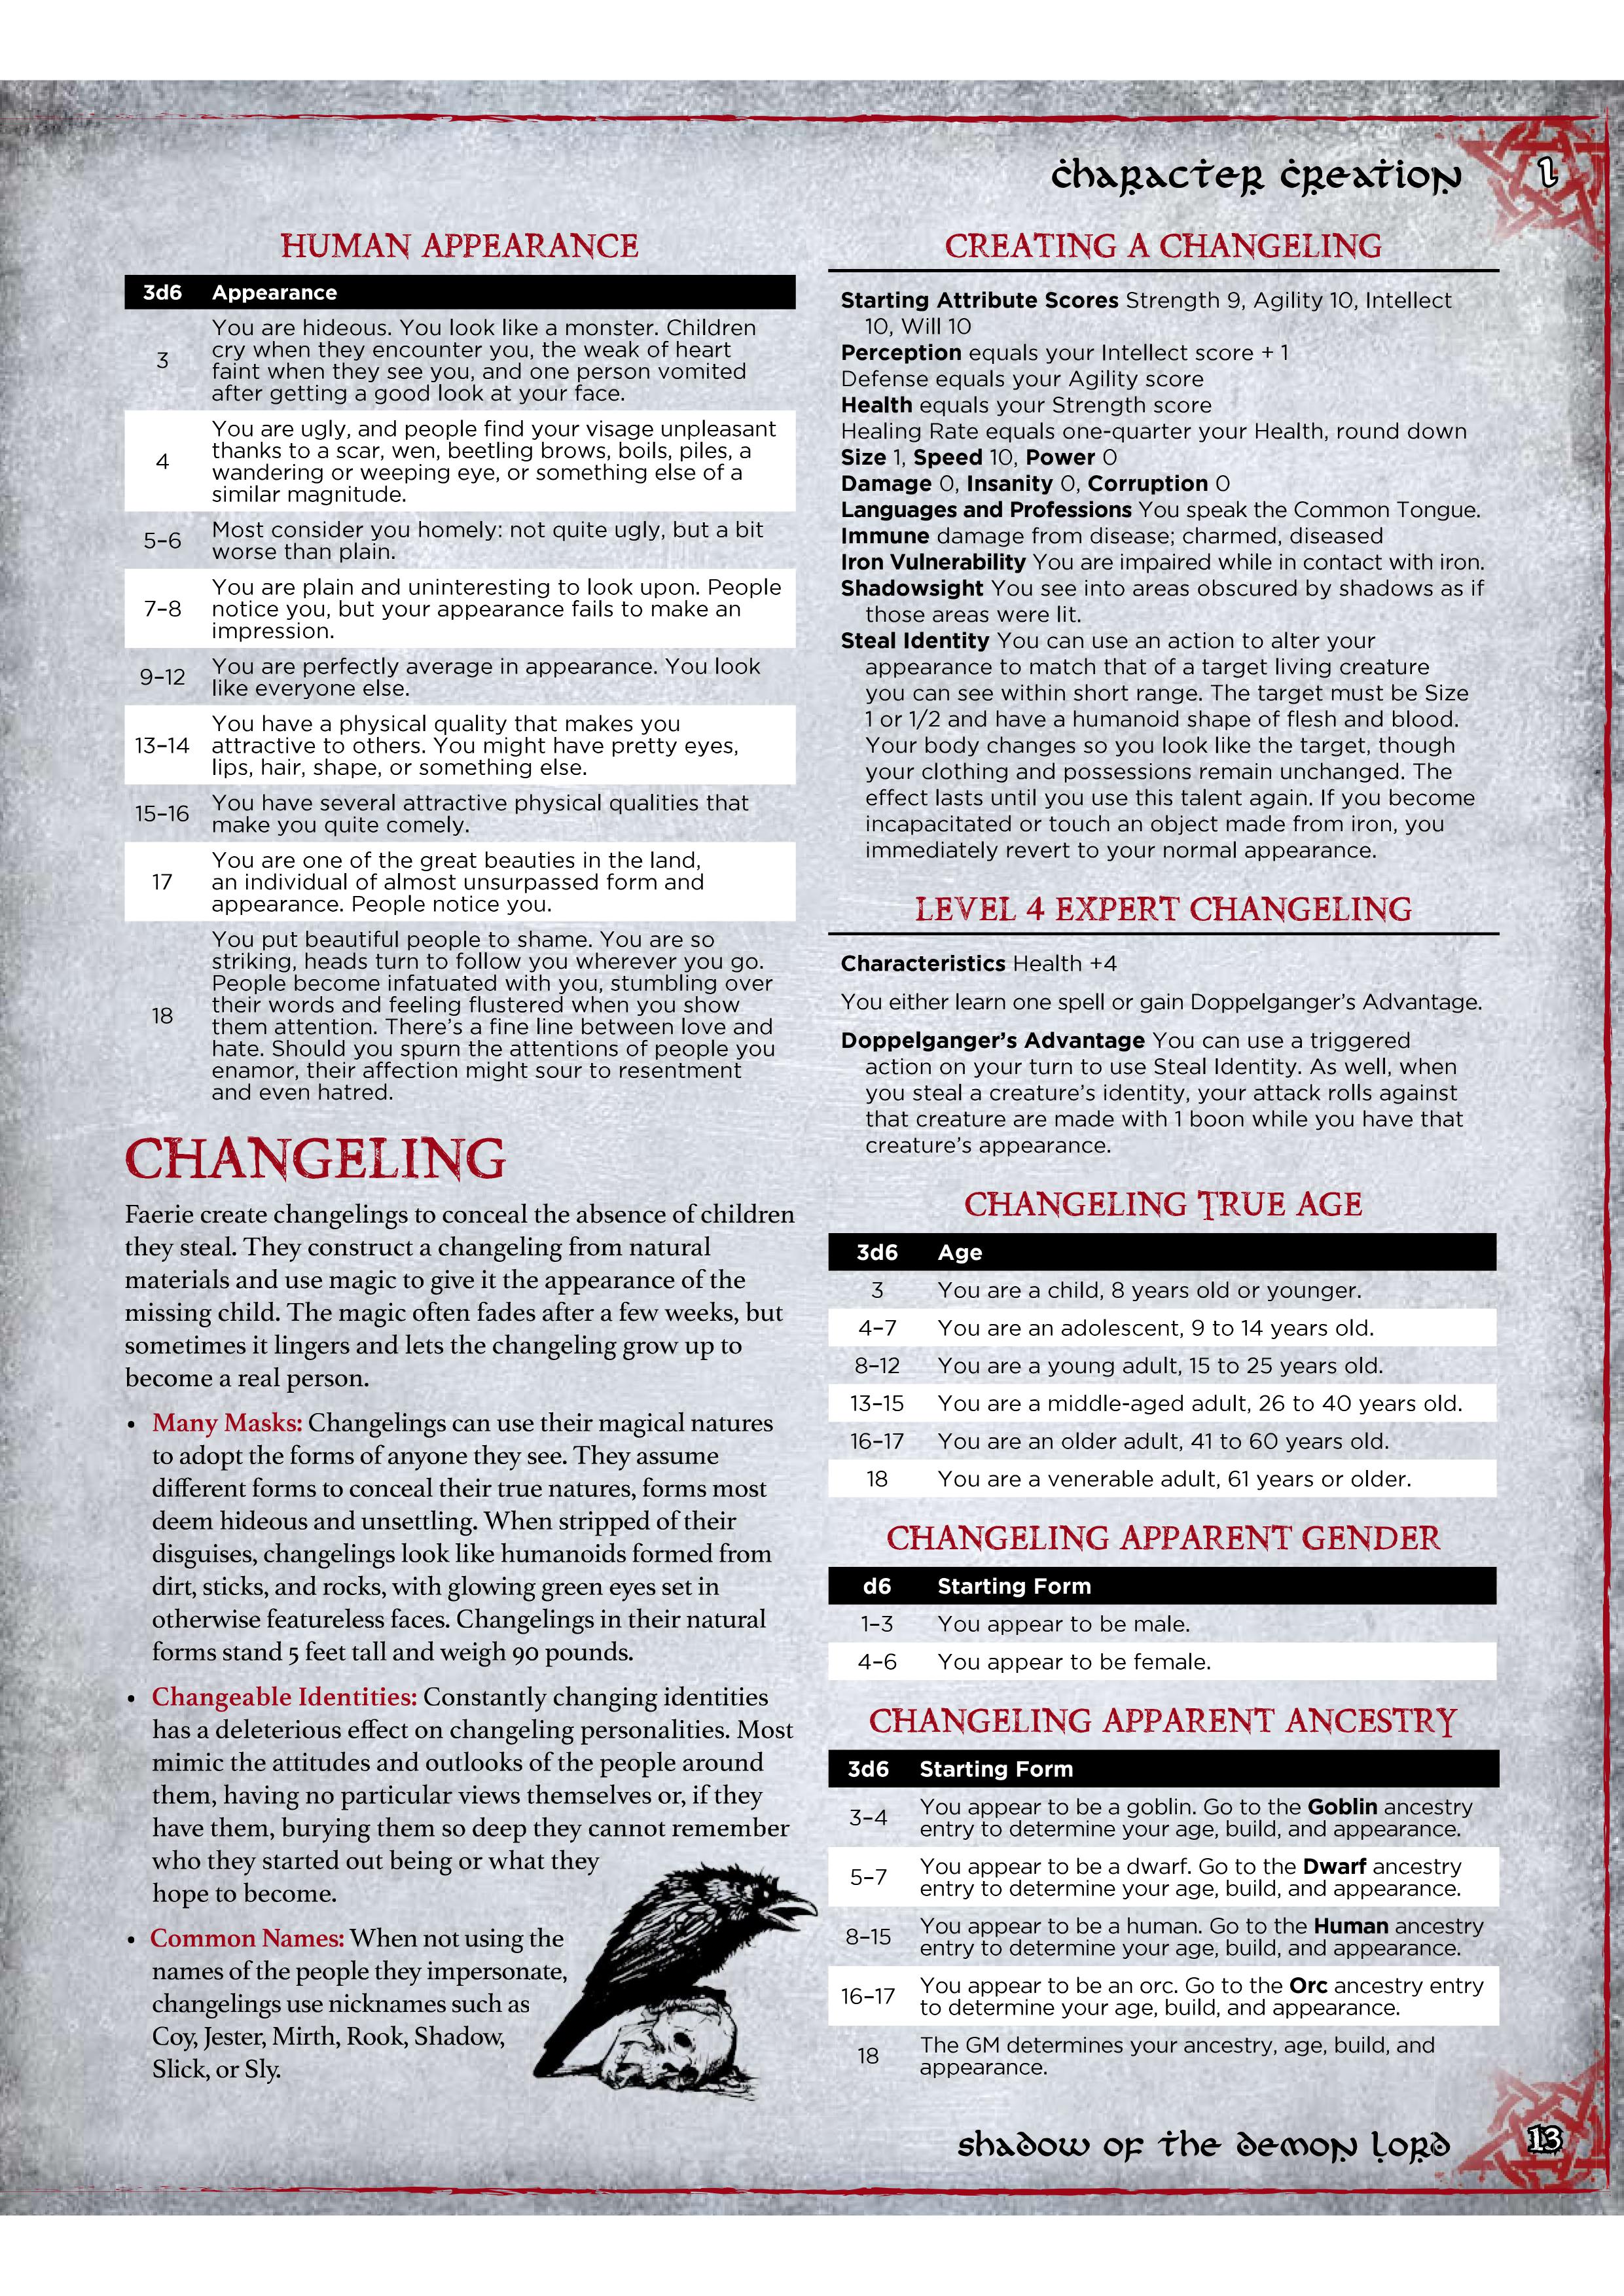 character creation
1
HUMAN APPEARANCE
3d6 Appearance
3
You are hideous. You look like a monster. Children
cry when they encounter you, the weak of heart
faint when they see you, and one person vomited
after getting a good look at your face.
4
You are ugly, and people find your visage unpleasant
thanks to a scar, wen, beetling brows, boils, piles, a
wandering or weeping eye, or something else of a
similar magnitude.
5–6
Most consider you homely: not quite ugly, but a bit
worse than plain.
7–8
You are plain and uninteresting to look upon. People
notice you, but your appearance fails to make an
impression.
9–12
You are perfectly average in appearance. You look
like everyone else.
13–14
You have a physical quality that makes you
attractive to others. You might have pretty eyes,
lips, hair, shape, or something else.
15–16
You have several attractive physical qualities that
make you quite comely.
17
You are one of the great beauties in the land,
an individual of almost unsurpassed form and
appearance. People notice you.
18
You put beautiful people to shame. You are so
striking, heads turn to follow you wherever you go.
People become infatuated with you, stumbling over
their words and feeling flustered when you show
them attention. There's a fine line between love and
hate. Should you spurn the attentions of people you
enamor, their affection might sour to resentment
and even hatred.
CHANGELING
Faerie create changelings to conceal the absence of children
they steal. They construct a changeling from natural
materials and use magic to give it the appearance of the
missing child. The magic often fades after a few weeks, but
sometimes it lingers and lets the changeling grow up to
become a real person.
• Many Masks: Changelings can use their magical natures
to adopt the forms of anyone they see. They assume
different forms to conceal their true natures, forms most
deem hideous and unsettling. When stripped of their
disguises, changelings look like humanoids formed from
dirt, sticks, and rocks, with glowing green eyes set in
otherwise featureless faces. Changelings in their natural
forms stand 5 feet tall and weigh 90 pounds.
• Changeable Identities: Constantly changing identities
has a deleterious effect on changeling personalities. Most
mimic the attitudes and outlooks of the people around
them, having no particular views themselves or, if they
have them, burying them so deep they cannot remember
who they started out being or what they
hope to become.
• Common Names: When not using the
names of the people they impersonate,
changelings use nicknames such as
Coy, Jester, Mirth, Rook, Shadow,
Slick, or Sly.
CREATING A CHANGELING
Starting Attribute Scores Strength 9, Agility 10, Intellect
10, Will 10
Perception equals your Intellect score + 1
Defense equals your Agility score
Health equals your Strength score
Healing Rate equals one-quarter your Health, round down
Size 1, Speed 10, Power 0
Damage 0, Insanity 0, Corruption 0
Languages and Professions You speak the Common Tongue.
Immune damage from disease; charmed, diseased
Iron Vulnerability You are impaired while in contact with iron.
Shadowsight You see into areas obscured by shadows as if
those areas were lit.
Steal Identity You can use an action to alter your
appearance to match that of a target living creature
you can see within short range. The target must be Size
1 or 1/2 and have a humanoid shape of flesh and blood.
Your body changes so you look like the target, though
your clothing and possessions remain unchanged. The
effect lasts until you use this talent again. If you become
incapacitated or touch an object made from iron, you
immediately revert to your normal appearance.
LEVEL 4 EXPERT CHANGELING
Characteristics Health +4
You either learn one spell or gain Doppelganger's Advantage.
Doppelganger's Advantage You can use a triggered
action on your turn to use Steal Identity. As well, when
you steal a creature's identity, your attack rolls against
that creature are made with 1 boon while you have that
creature's appearance.
CHANGELING TRUE AGE
3d6 Age
3 You are a child, 8 years old or younger.
4–7 You are an adolescent, 9 to 14 years old.
8–12 You are a young adult, 15 to 25 years old.
13–15 You are a middle-aged adult, 26 to 40 years old.
16–17 You are an older adult, 41 to 60 years old.
18 You are a venerable adult, 61 years or older.
CHANGELING APPARENT GENDER
d6 Starting Form
1–3 You appear to be male.
4–6 You appear to be female.
CHANGELING APPARENT ANCESTRY
3d6 Starting Form
3–4
You appear to be a goblin. Go to the Goblin ancestry
entry to determine your age, build, and appearance.
5–7
You appear to be a dwarf. Go to the Dwarf ancestry
entry to determine your age, build, and appearance.
8–15
You appear to be a human. Go to the Human ancestry
entry to determine your age, build, and appearance.
16–17
You appear to be an orc. Go to the Orc ancestry entry
to determine your age, build, and appearance.
18
The GM determines your ancestry, age, build, and
appearance.
shadow of the demon lord
13